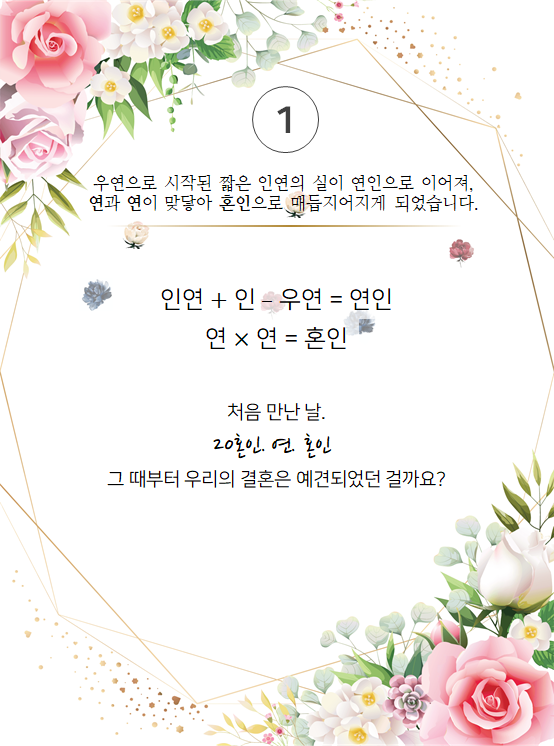 1
우연으로 시작된 짧은 인연의 실이 연인으로 이어져,
연과 연이 맞닿아 혼인으로 매듭지어지게 되었습니다.
인연 + 인 - 우연 = 연인
연 × 연 = 혼인
처음 만난 날.
20혼인. 연. 혼인
그 때부터 우리의 결혼은 예견되었던 걸까요?